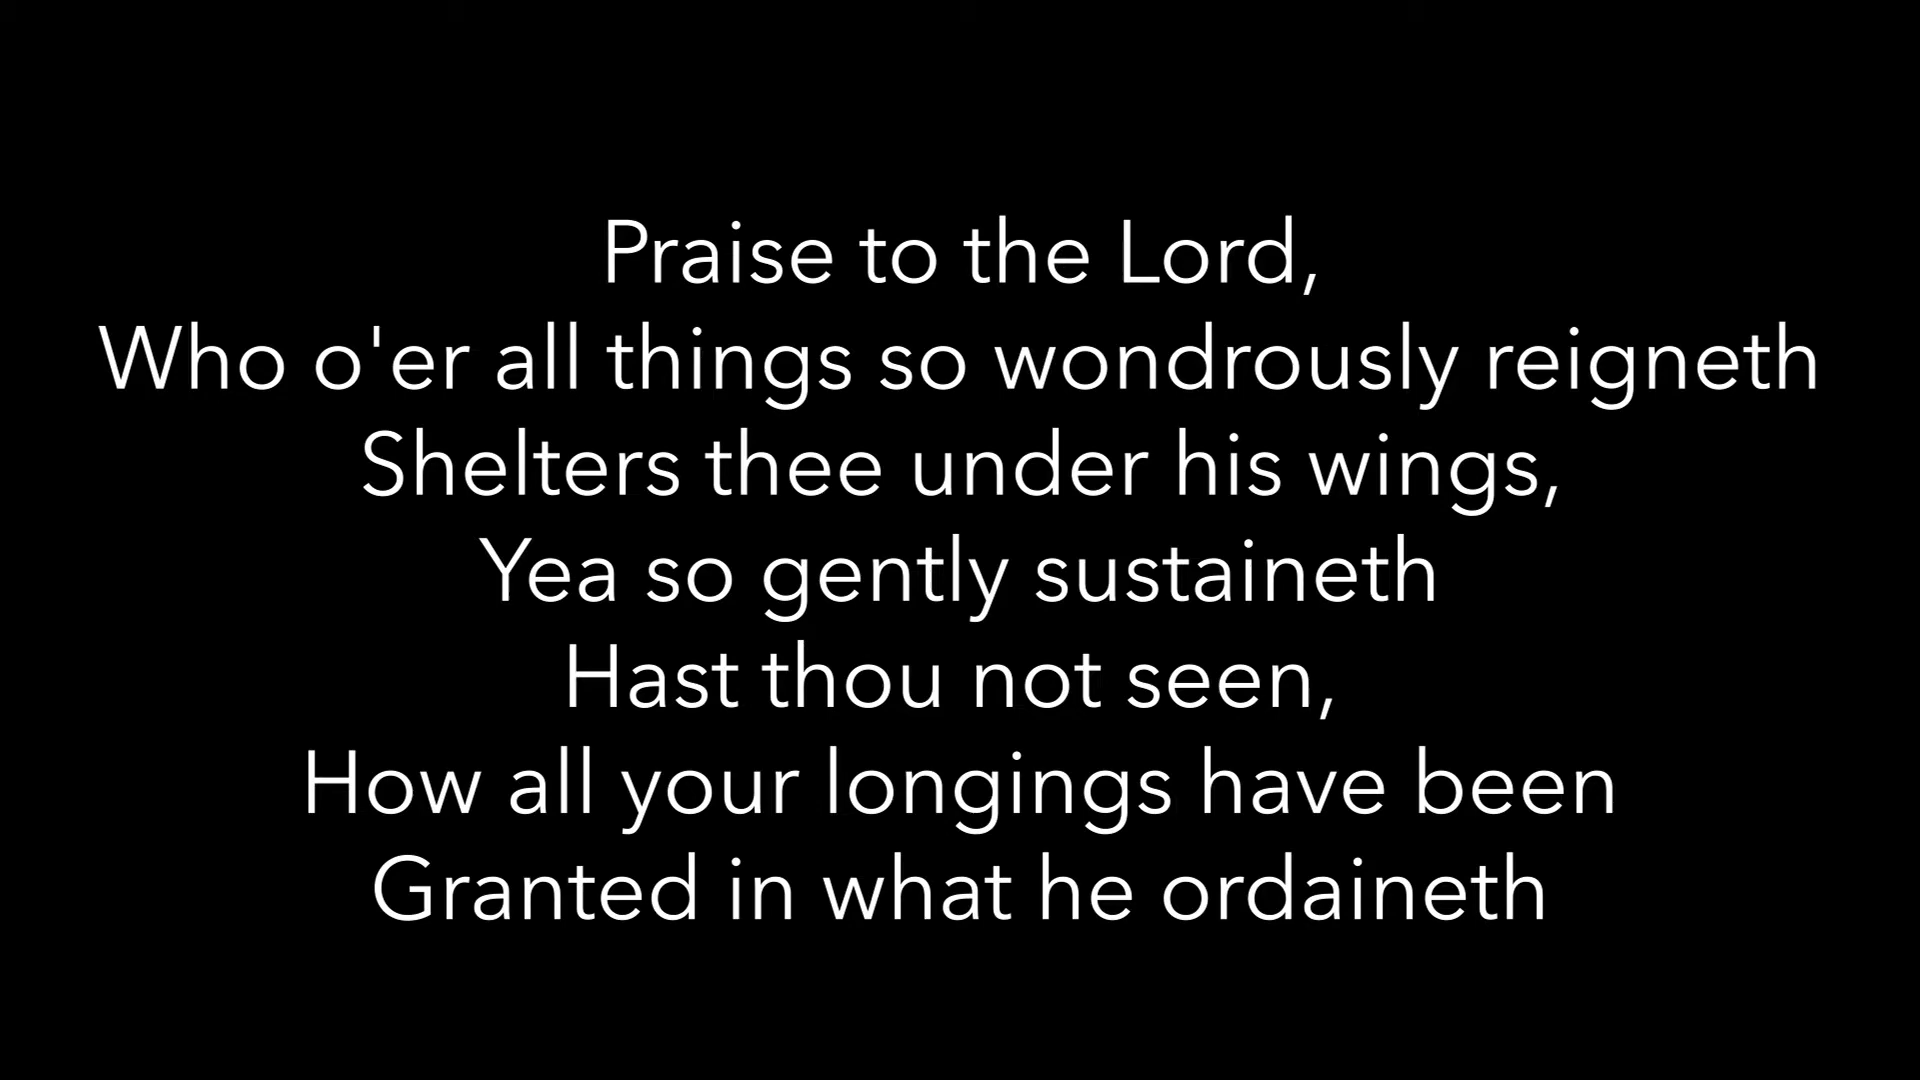 Praise to the Lord,
Who o'er all things so wondrously reigneth
Shelters thee under his wings,
Yea so gently sustaineth
Hast thou not seen,
How all your longings have been
Granted in what he ordaineth